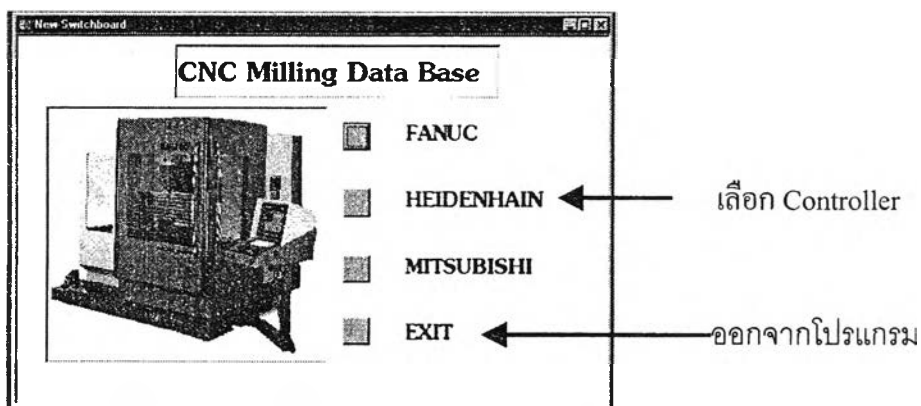 New Switchboard
CNC Milling Data Base
FANUC
HEIDENHAIN
เลือก Controller
MITSUBISHI
EXIT
ออกจากโปรแกรม